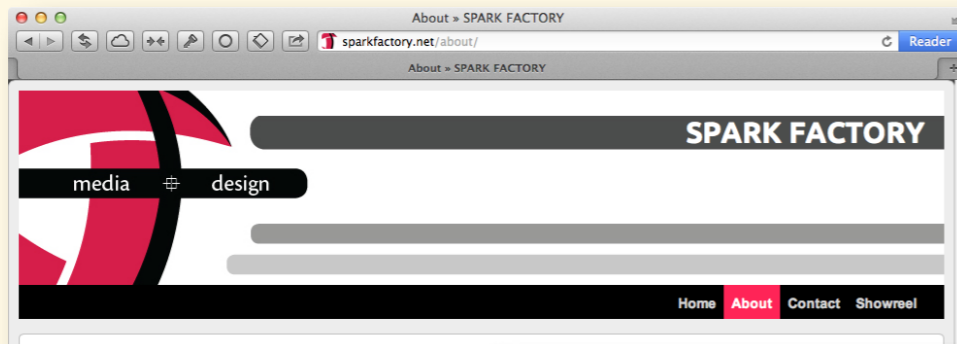 About » SPARK FACTORY
sparkfactory.net/about/
Reader
About » SPARK FACTORY
SPARK FACTORY
media design
Home About Contact Showreel